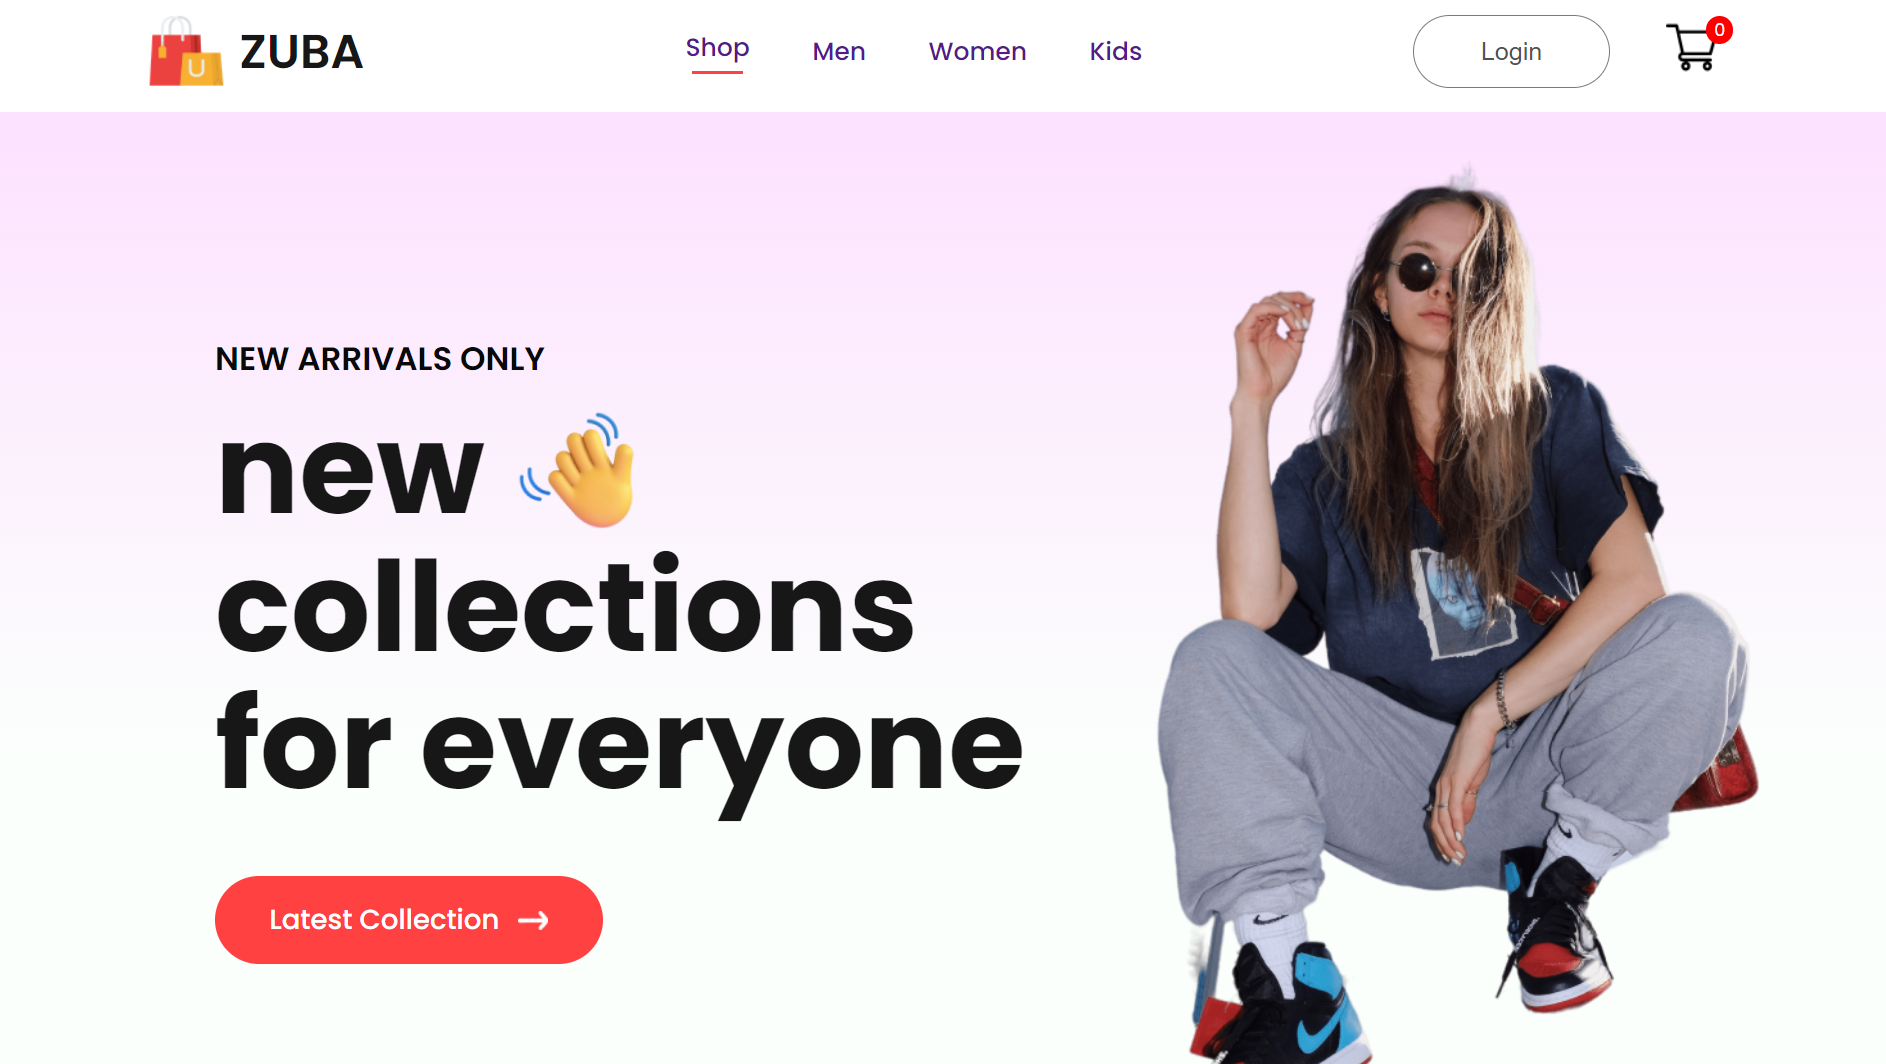 ZUBA
Shop
Men
Women
Kids
Login
0
NEW ARRIVALS ONLY
new 👋
collections
for everyone
Latest Collection →